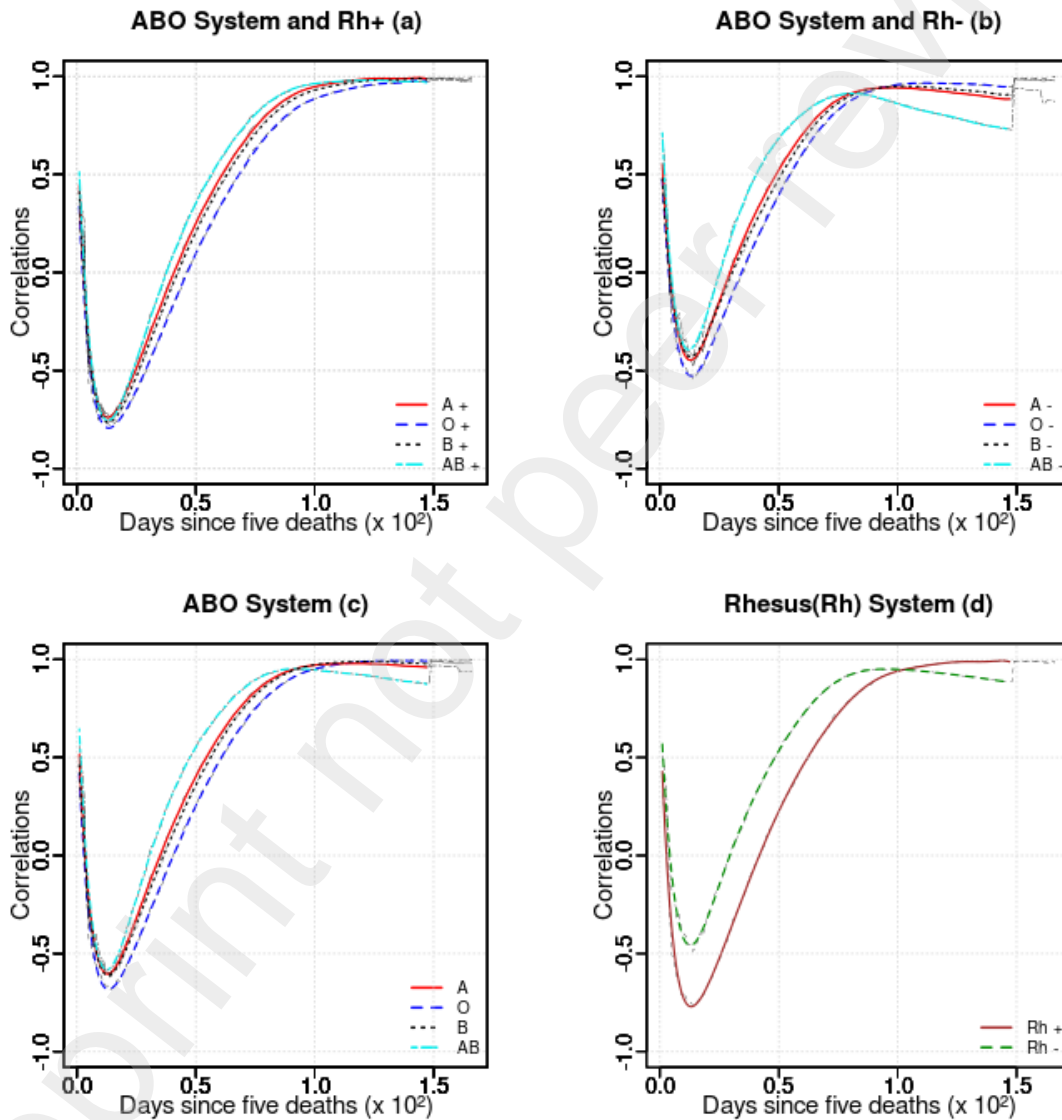 ABO System and Rh+ (a)
Correlations
1.0
0.5
0.0
-0.5
-1.0
A +
O +
B +
AB +
0.0 0.5 1.0 1.5
Days since five deaths (x 10²)
ABO System and Rh- (b)
Correlations
1.0
0.5
0.0
-0.5
-1.0
A -
O -
B -
AB -
0.0 0.5 1.0 1.5
Days since five deaths (x 10²)
ABO System (c)
Correlations
1.0
0.5
0.0
-0.5
-1.0
A
O
B
AB
0.0 0.5 1.0 1.5
Days since five deaths (x 10²)
Rhesus(Rh) System (d)
Correlations
1.0
0.5
0.0
-0.5
-1.0
Rh +
Rh -
0.0 0.5 1.0 1.5
Days since five deaths (x 10²)
print not peer rev